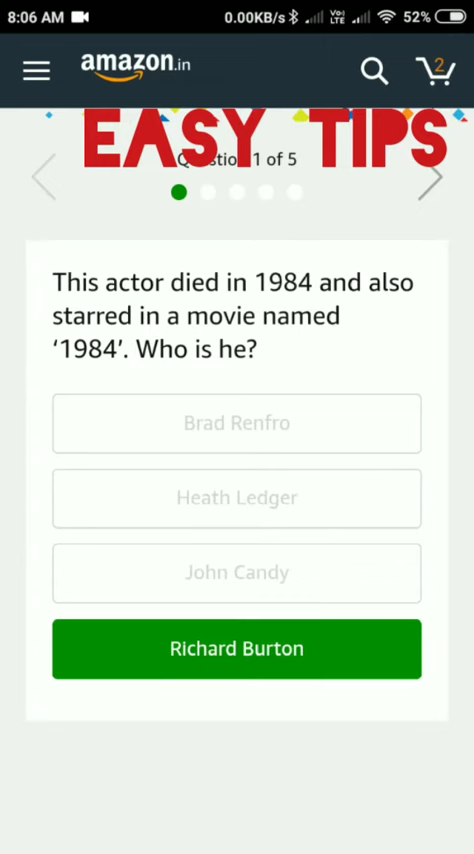 8:06 AM 0.00KB/s Vo) LTE 52%
amazon.in
2
EASY TIPS
Question 1 of 5
This actor died in 1984 and also
starred in a movie named
‘1984’. Who is he?
Brad Renfro
Heath Ledger
John Candy
Richard Burton